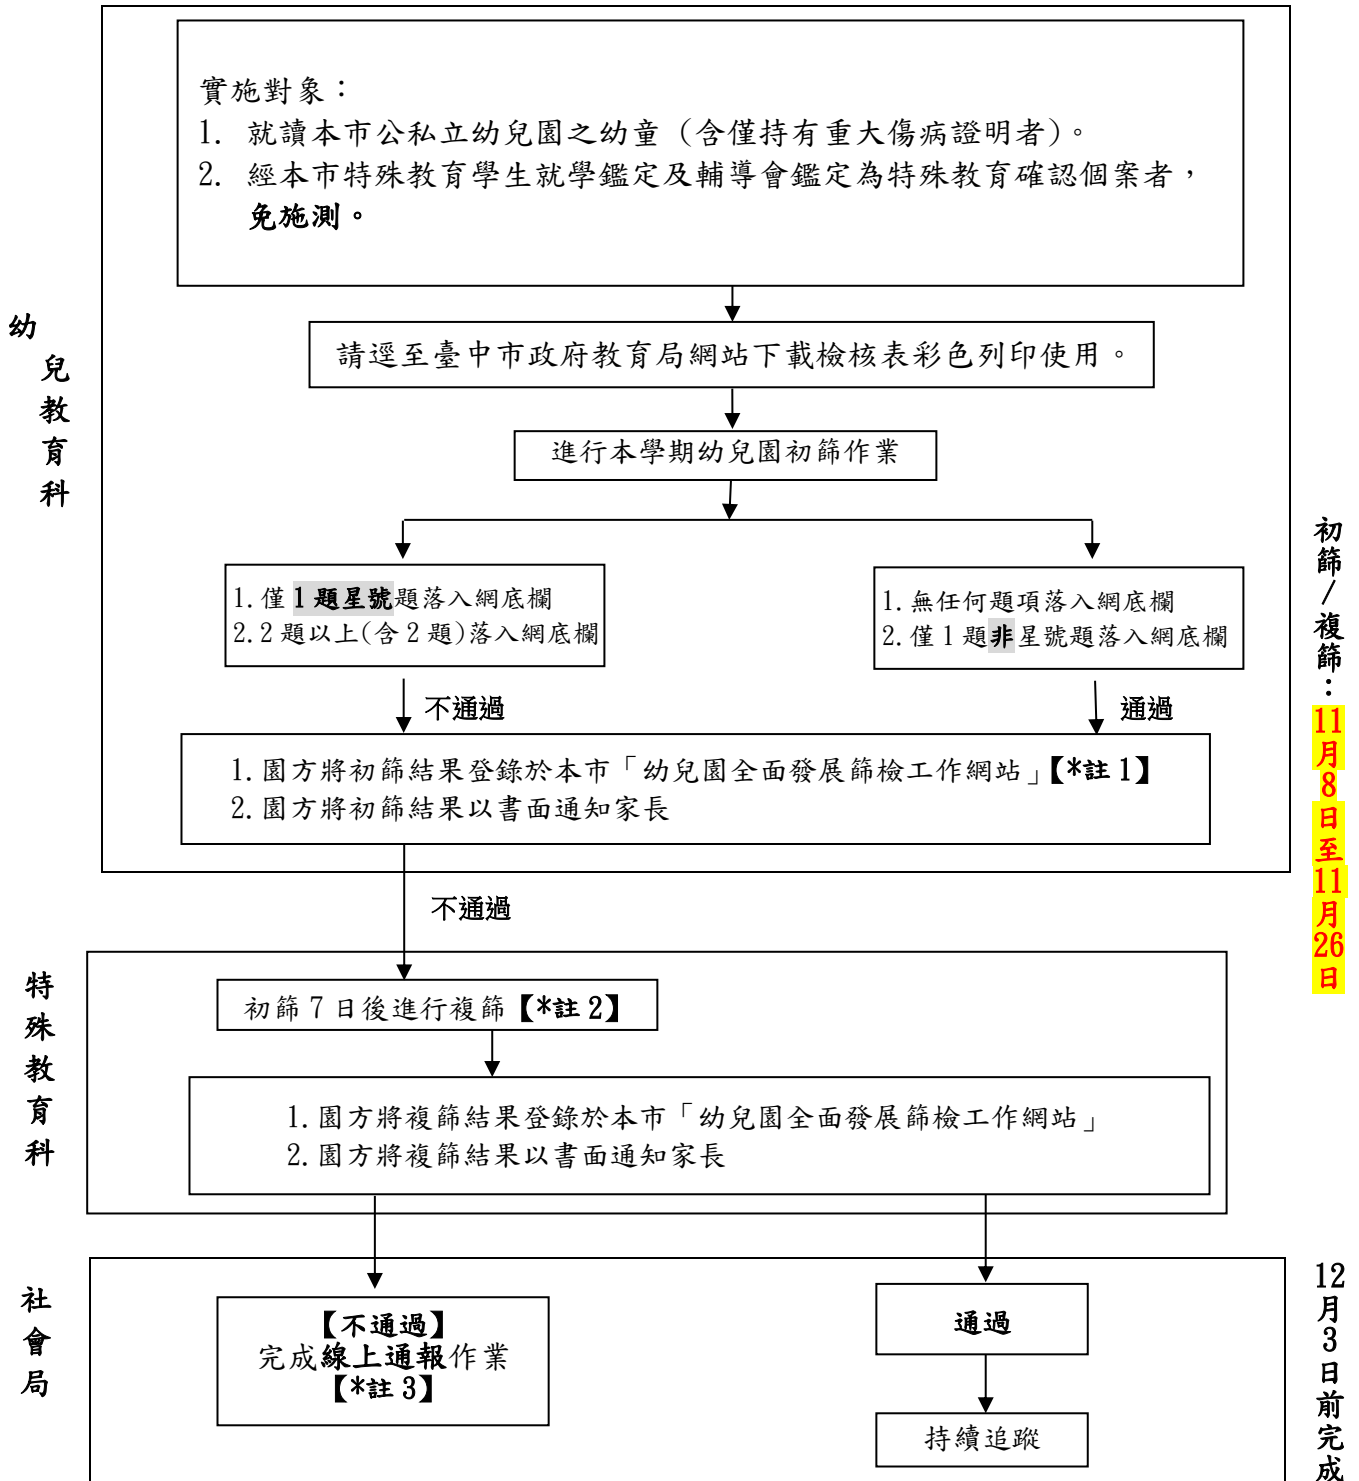 實施對象：
1. 就讀本市公私立幼兒園之幼童 (含僅持有重大傷病證明者)。
2. 經本市特殊教育學生就學鑑定及輔導會鑑定為特殊教育確認個案者，
免施測。
請逕至臺中市政府教育局網站下載檢核表彩色列印使用。
幼兒教育科
進行本學期幼兒園初篩作業
1.僅 1 題星號題落入網底欄
2.2 題以上(含 2 題)落入網底欄
1.無任何題項落入網底欄
2.僅 1 題非星號題落入網底欄
不通過
通過
1.園方將初篩結果登錄於本市「幼兒園全面發展篩檢工作網站」【*註 1】
2.園方將初篩結果以書面通知家長
初篩/複篩：11月8日至11月26日
不通過
特殊教育科
初篩 7 日後進行複篩【*註 2】
1.園方將複篩結果登錄於本市「幼兒園全面發展篩檢工作網站」
2.園方將複篩結果以書面通知家長
社會局
【不通過】
完成線上通報作業
【*註 3】
通過
持續追蹤
12月3日前完成